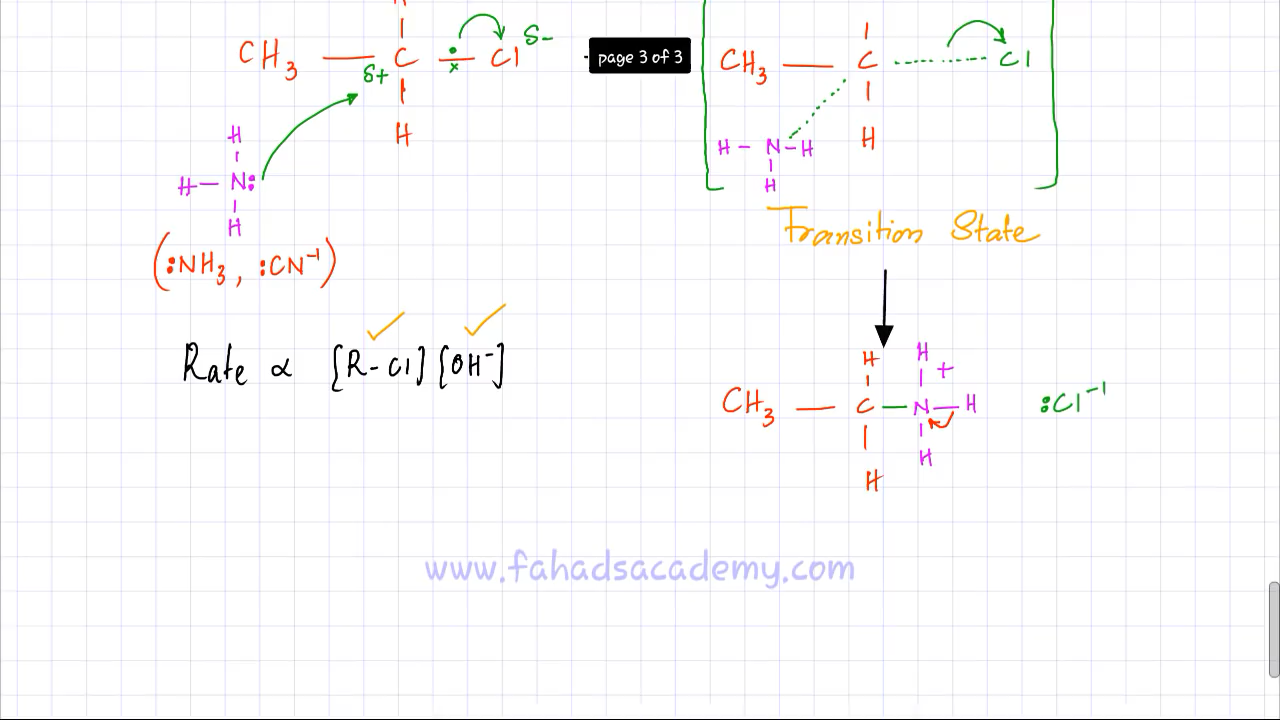 H
CH3 — C — Cl δ-
δ+
H
H
H — N:
H
(:NH3, :CN-1)
Rate ∝ [R-Cl][OH-]
page 3 of 3
CH3 — C ........ Cl
H
H – N – H
H
Transition State
H H
+
CH3 — C — N — H :Cl-1
H
H
www.fahadsacademy.com